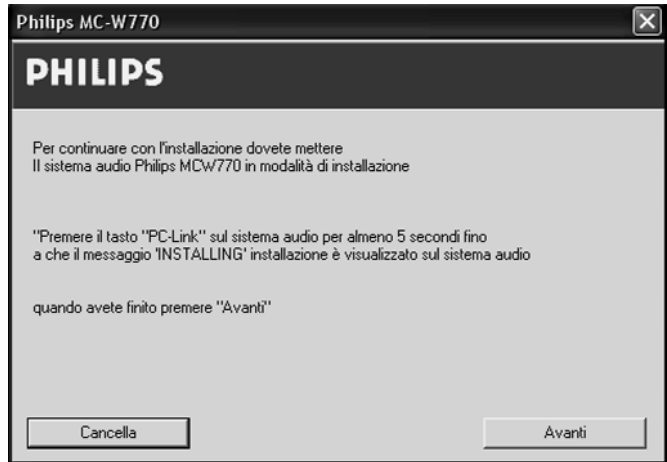 Philips MC-W770
PHILIPS
Per continuare con l'installazione dovete mettere
Il sistema audio Philips MCW770 in modalità di installazione
"Premere il tasto "PC-Link" sul sistema audio per almeno 5 secondi fino
a che il messaggio 'INSTALLING' installazione è visualizzato sul sistema audio
quando avete finito premere "Avanti"
Cancella
Avanti